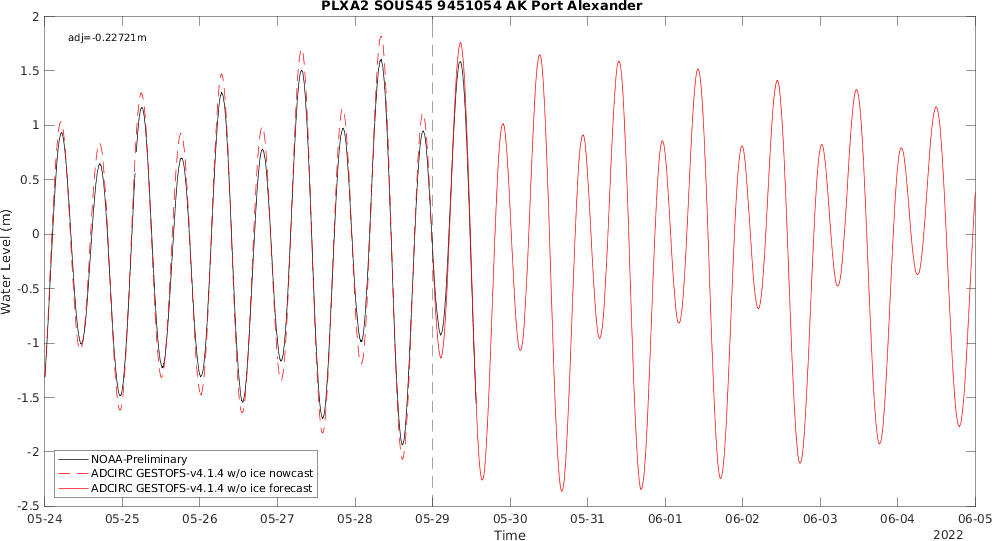 PLXA2 SOUS45 9451054 AK Port Alexander
adj=-0.22721m
2
1.5
1
0.5
0
-0.5
-1
-1.5
-2
-2.5
Water Level (m)
NOAA-Preliminary
ADCIRC GESTOFS-v4.1.4 w/o ice nowcast
ADCIRC GESTOFS-v4.1.4 w/o ice forecast
05-24 05-25 05-26 05-27 05-28 05-29 05-30 05-31 06-01 06-02 06-03 06-04 06-05
Time
2022